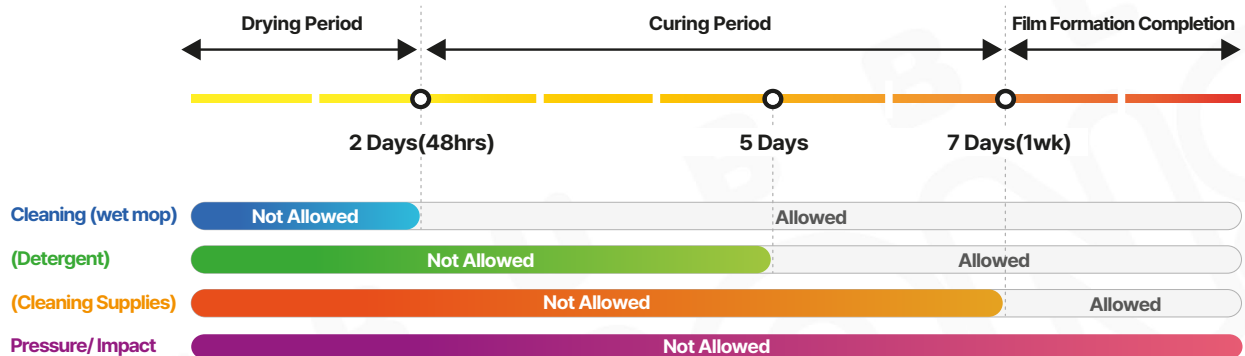 Drying Period
Curing Period
Film Formation Completion
2 Days(48hrs)
5 Days
7 Days(1wk)
Cleaning (wet mop)
Not Allowed
Allowed
(Detergent)
Not Allowed
Allowed
(Cleaning Supplies)
Not Allowed
Allowed
Pressure/ Impact
Not Allowed